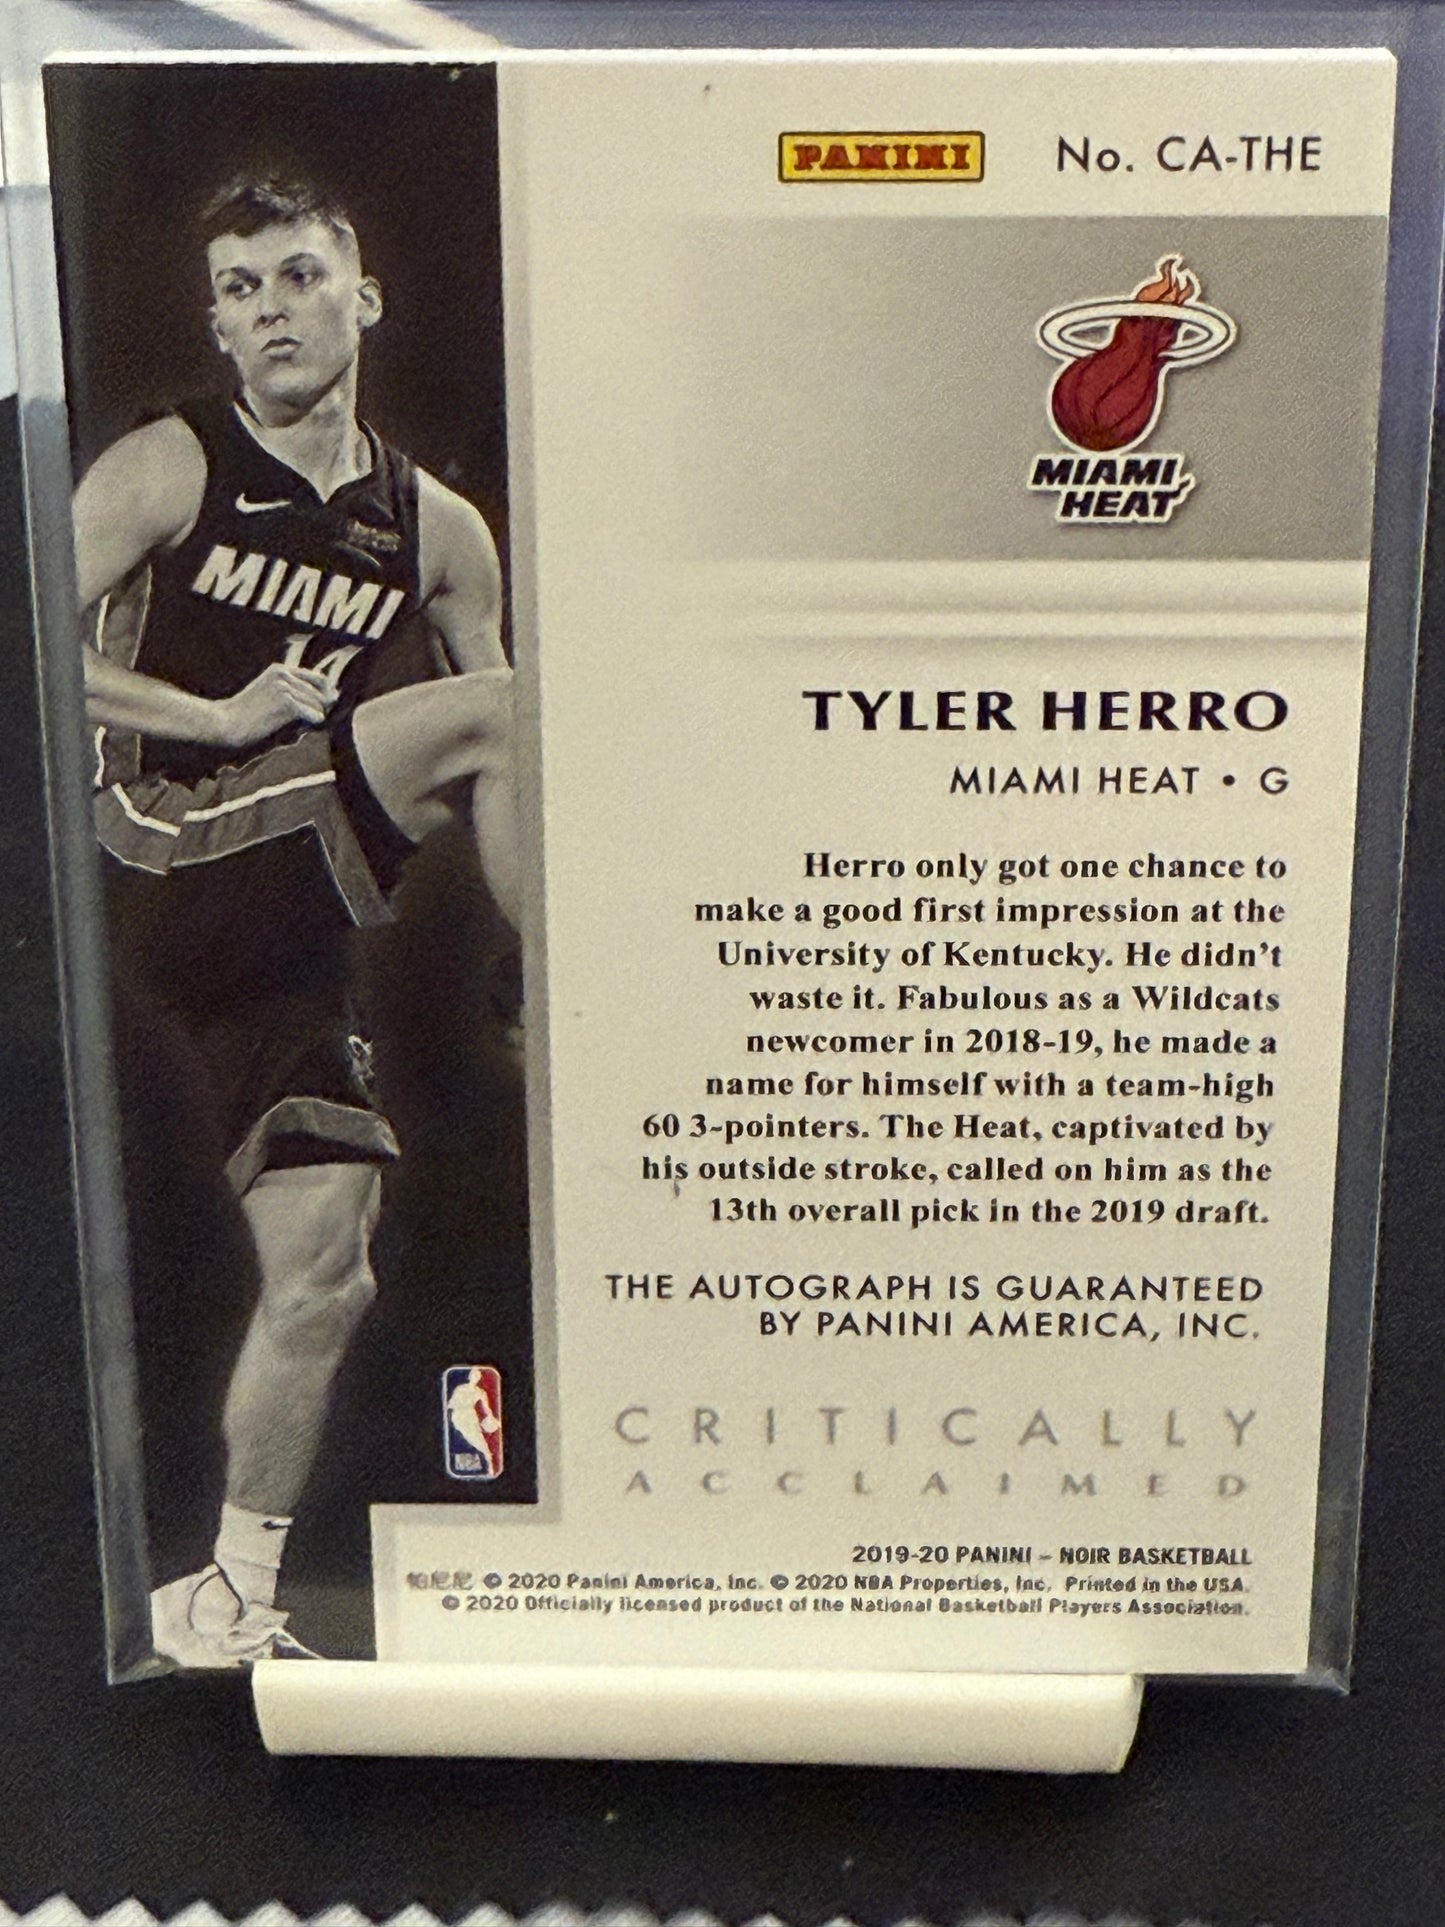 PANINI No. CA-THE
MIAMI
HEAT
MIAMI
14
TYLER HERRO
MIAMI HEAT • G
Herro only got one chance to
make a good first impression at the
University of Kentucky. He didn't
waste it. Fabulous as a Wildcats
newcomer in 2018-19, he made a
name for himself with a team-high
60 3-pointers. The Heat, captivated by
his outside stroke, called on him as the
13th overall pick in the 2019 draft.
THE AUTOGRAPH IS GUARANTEED
BY PANINI AMERICA, INC.
NBA
CRITICALLY
ACCLAIMED
2019-20 PANINI – NOIR BASKETBALL
© 2020 Panini America, Inc. © 2020 NBA Properties, Inc. Printed in the USA.
© 2020 Officially licensed product of the National Basketball Players Association.